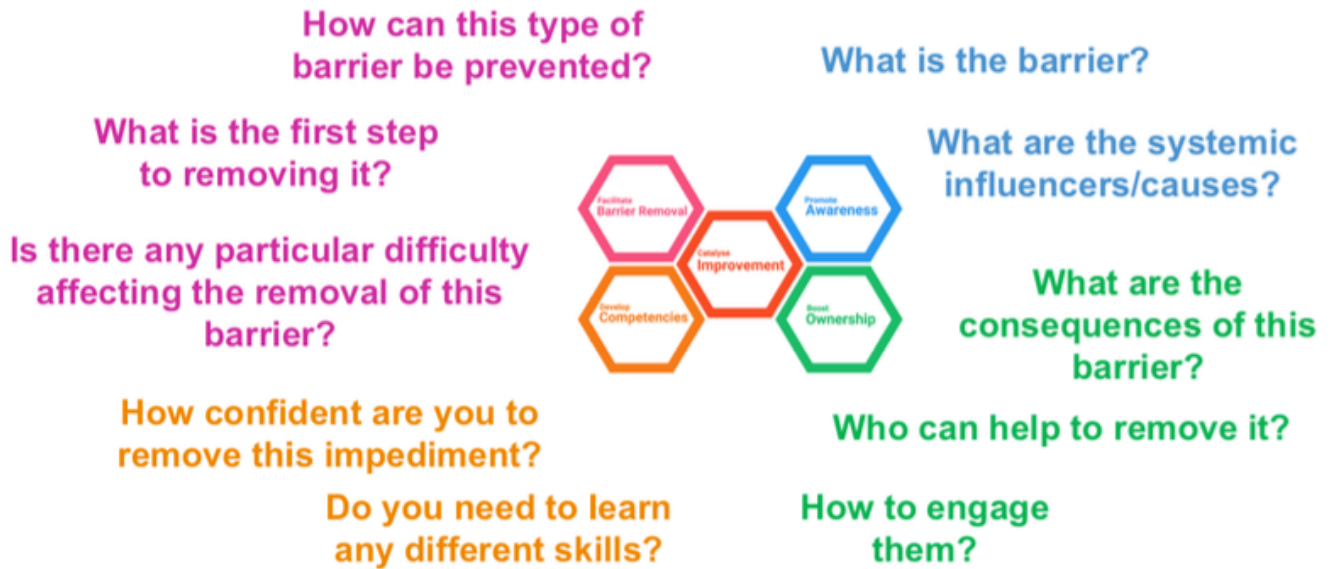 How can this type of
barrier be prevented?
What is the barrier?
What is the first step
to removing it?
What are the systemic
influencers/causes?
Is there any particular difficulty
affecting the removal of this
barrier?
Facilitate
Barrier Removal
Promote
Awareness
Catalyse
Improvement
Develop
Competencies
Boost
Ownership
What are the
consequences of this
barrier?
How confident are you to
remove this impediment?
Who can help to remove it?
Do you need to learn
any different skills?
How to engage
them?